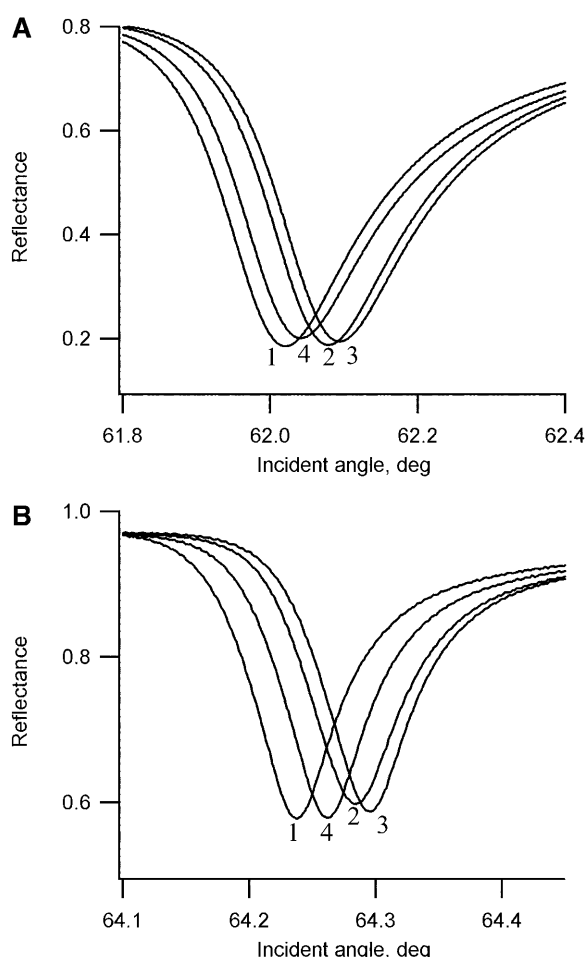 A
Reflectance
0.8
0.6
0.4
0.2
1 4 2 3
61.8 62.0 62.2 62.4
Incident angle, deg
B
Reflectance
1.0
0.8
0.6
1 4 2 3
64.1 64.2 64.3 64.4
Incident angle, deg